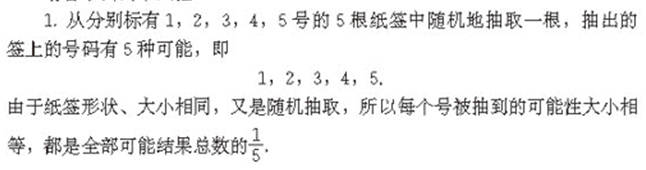 1. 从分别标有 1, 2, 3, 4, 5 号的 5 根纸签中随机地抽取一根，抽出的
签上的号码有 5 种可能，即
1, 2, 3, 4, 5.
由于纸签形状、大小相同，又是随机抽取，所以每个号被抽到的可能性大小相
等，都是全部可能结果总数的 1/5.